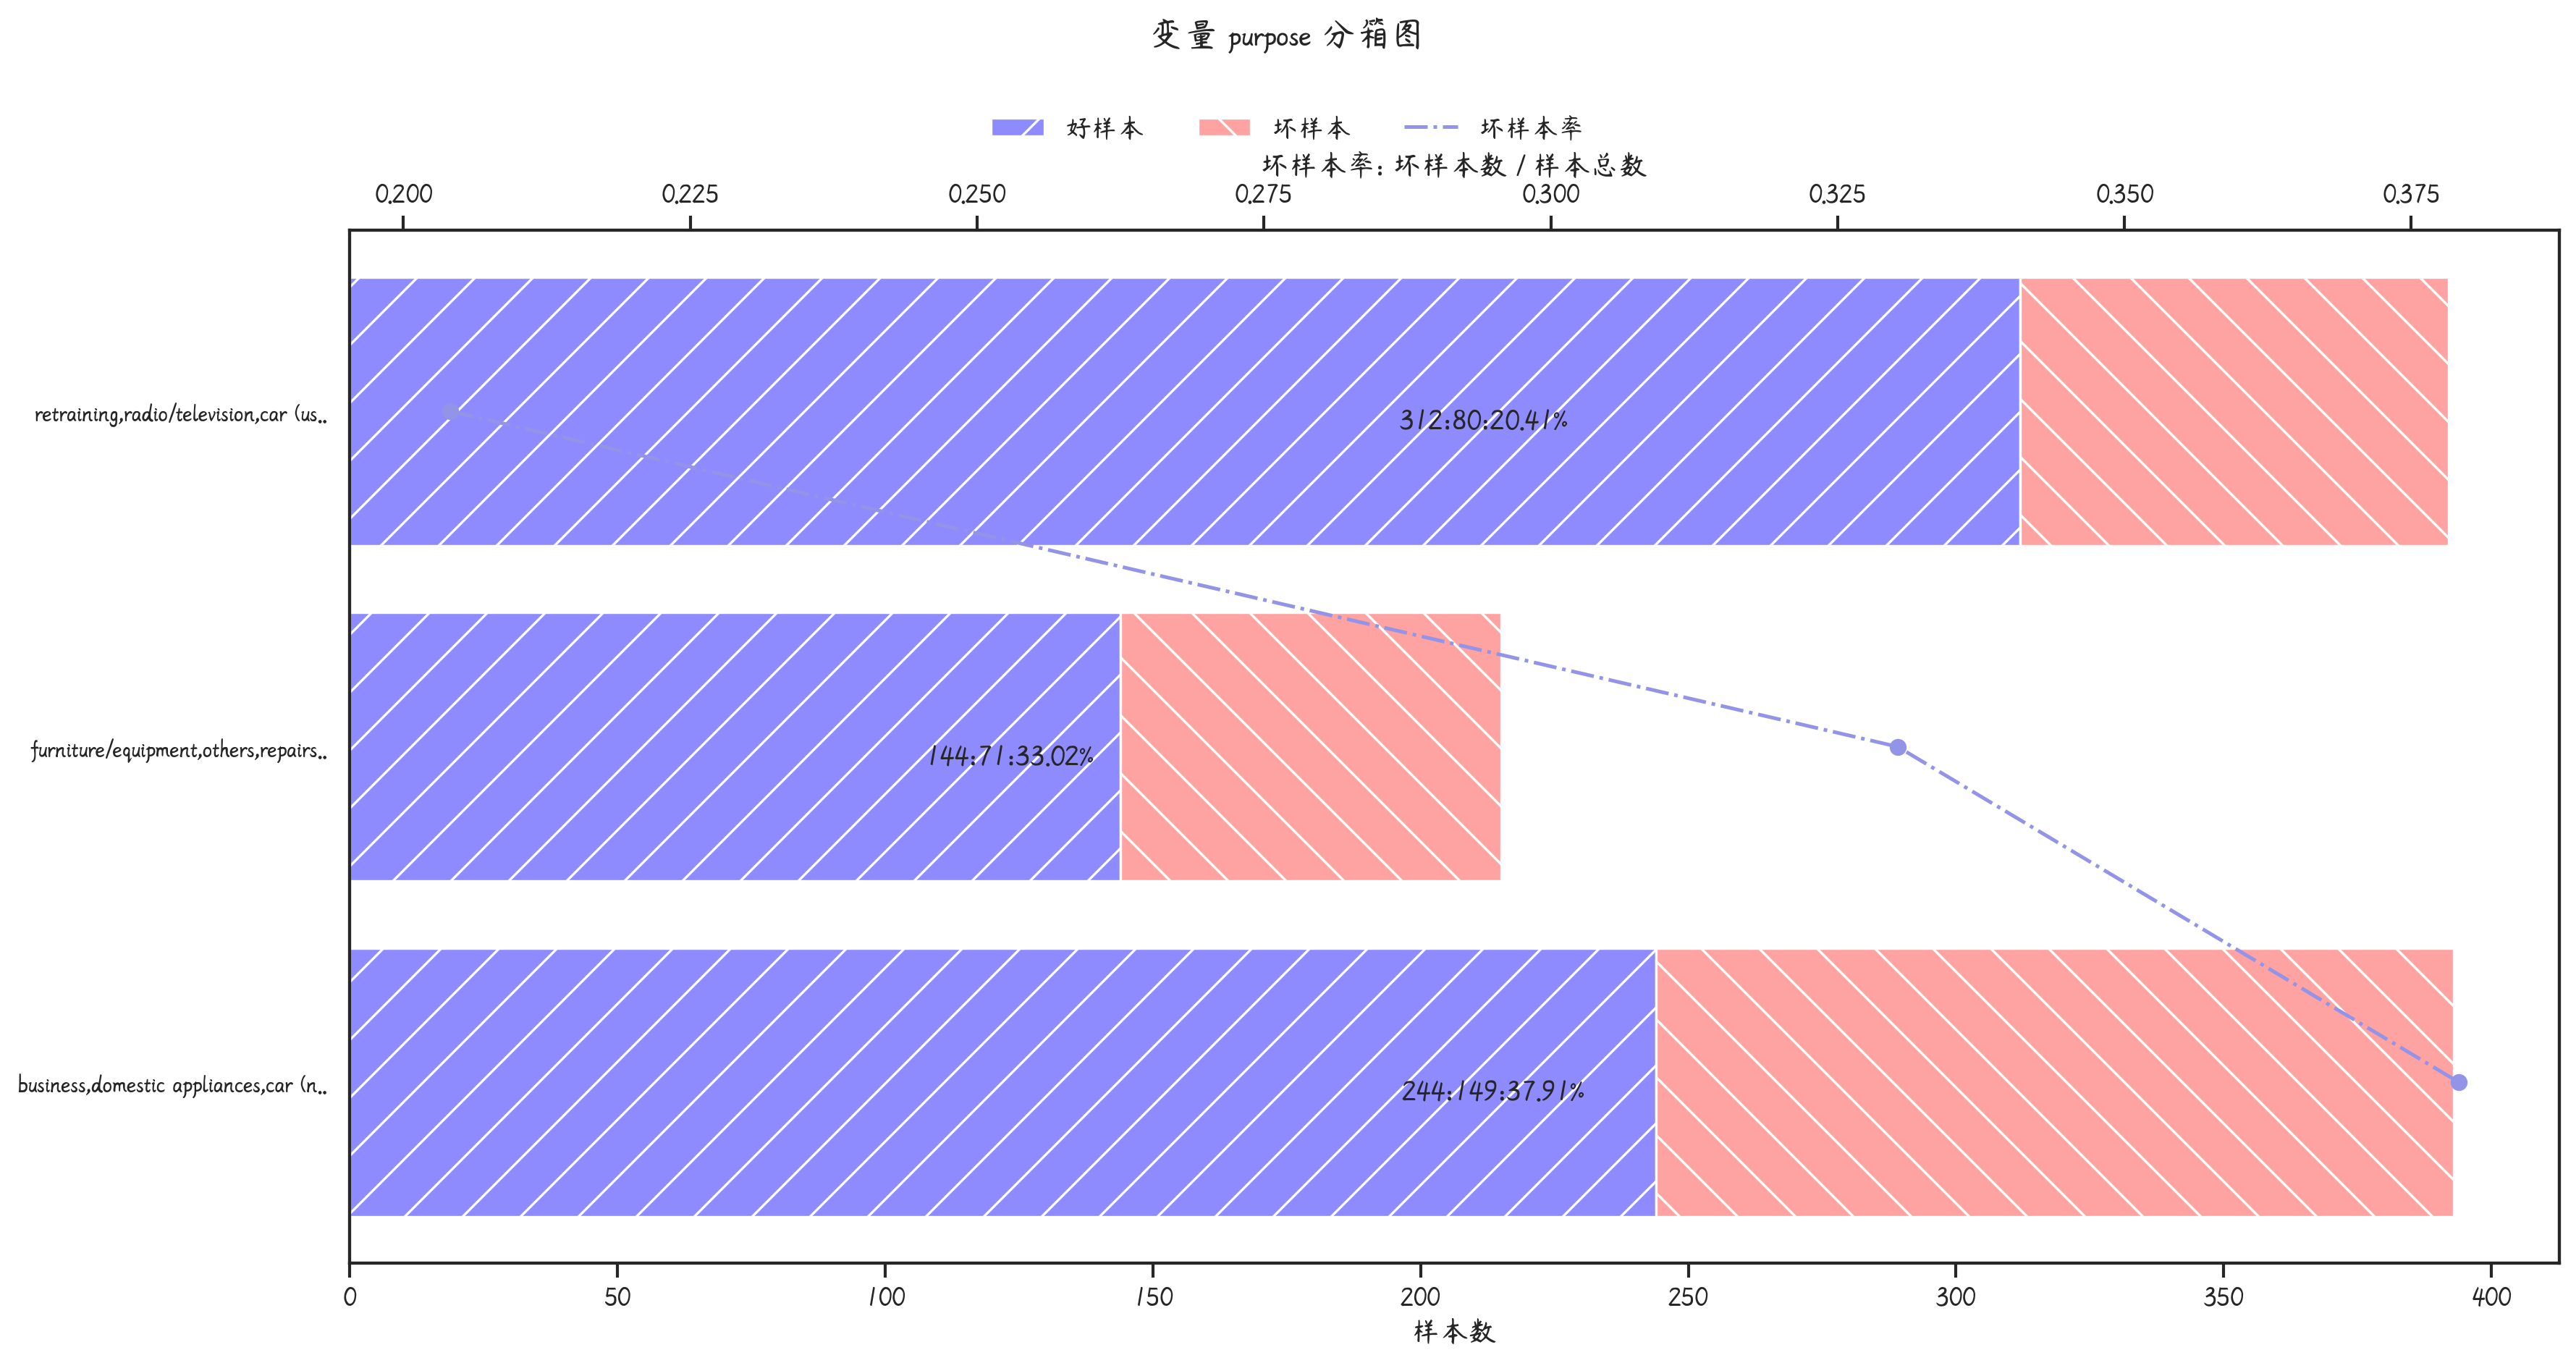 变量 purpose 分箱图
好样本 坏样本 坏样本率
坏样本率: 坏样本数 / 样本总数
0.200 0.225 0.250 0.275 0.300 0.325 0.350 0.375
retraining,radio/television,car (us..
312:80:20.41%
furniture/equipment,others,repairs..
144:71:33.02%
business,domestic appliances,car (n..
244:149:37.91%
0 50 100 150 200 250 300 350 400
样本数